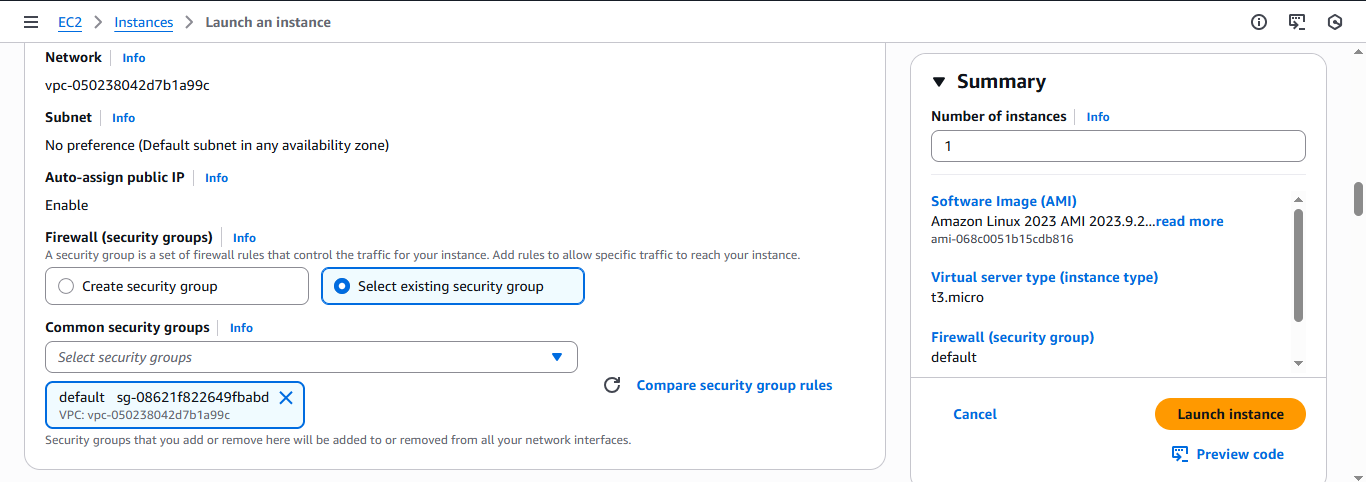 EC2 > Instances > Launch an instance
Network Info
vpc-050238042d7b1a99c
Subnet Info
No preference (Default subnet in any availability zone)
Auto-assign public IP Info
Enable
Firewall (security groups) Info
A security group is a set of firewall rules that control the traffic for your instance. Add rules to allow specific traffic to reach your instance.
Create security group
Select existing security group
Common security groups Info
Select security groups
default sg-08621f822649fbabd
VPC: vpc-050238042d7b1a99c
Compare security group rules
Security groups that you add or remove here will be added to or removed from all your network interfaces.
Summary
Number of instances Info
1
Software Image (AMI)
Amazon Linux 2023 AMI 2023.9.2...read more
ami-068c0051b15cdb816
Virtual server type (instance type)
t3.micro
Firewall (security group)
default
Cancel
Launch instance
Preview code